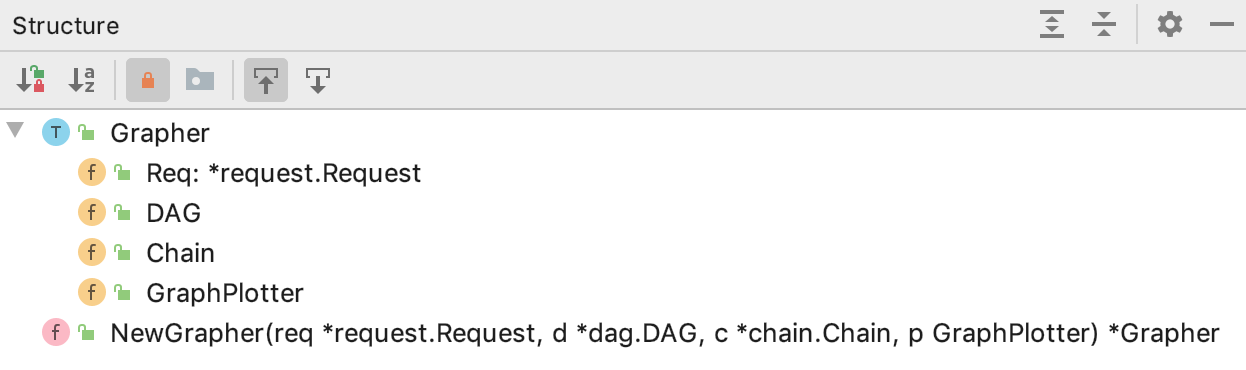 Structure
Grapher
Req: *request.Request
DAG
Chain
GraphPlotter
NewGrapher(req *request.Request, d *dag.DAG, c *chain.Chain, p GraphPlotter) *Grapher